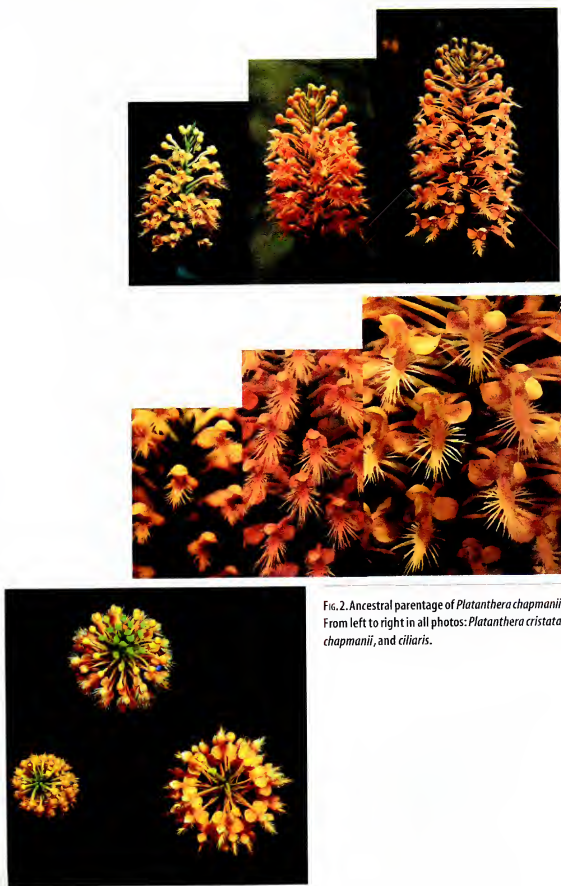 FIG. 2. Ancestral parentage of Platanthera chapmanii
From left to right in all photos: Platanthera cristata
chapmanii, and ciliaris.